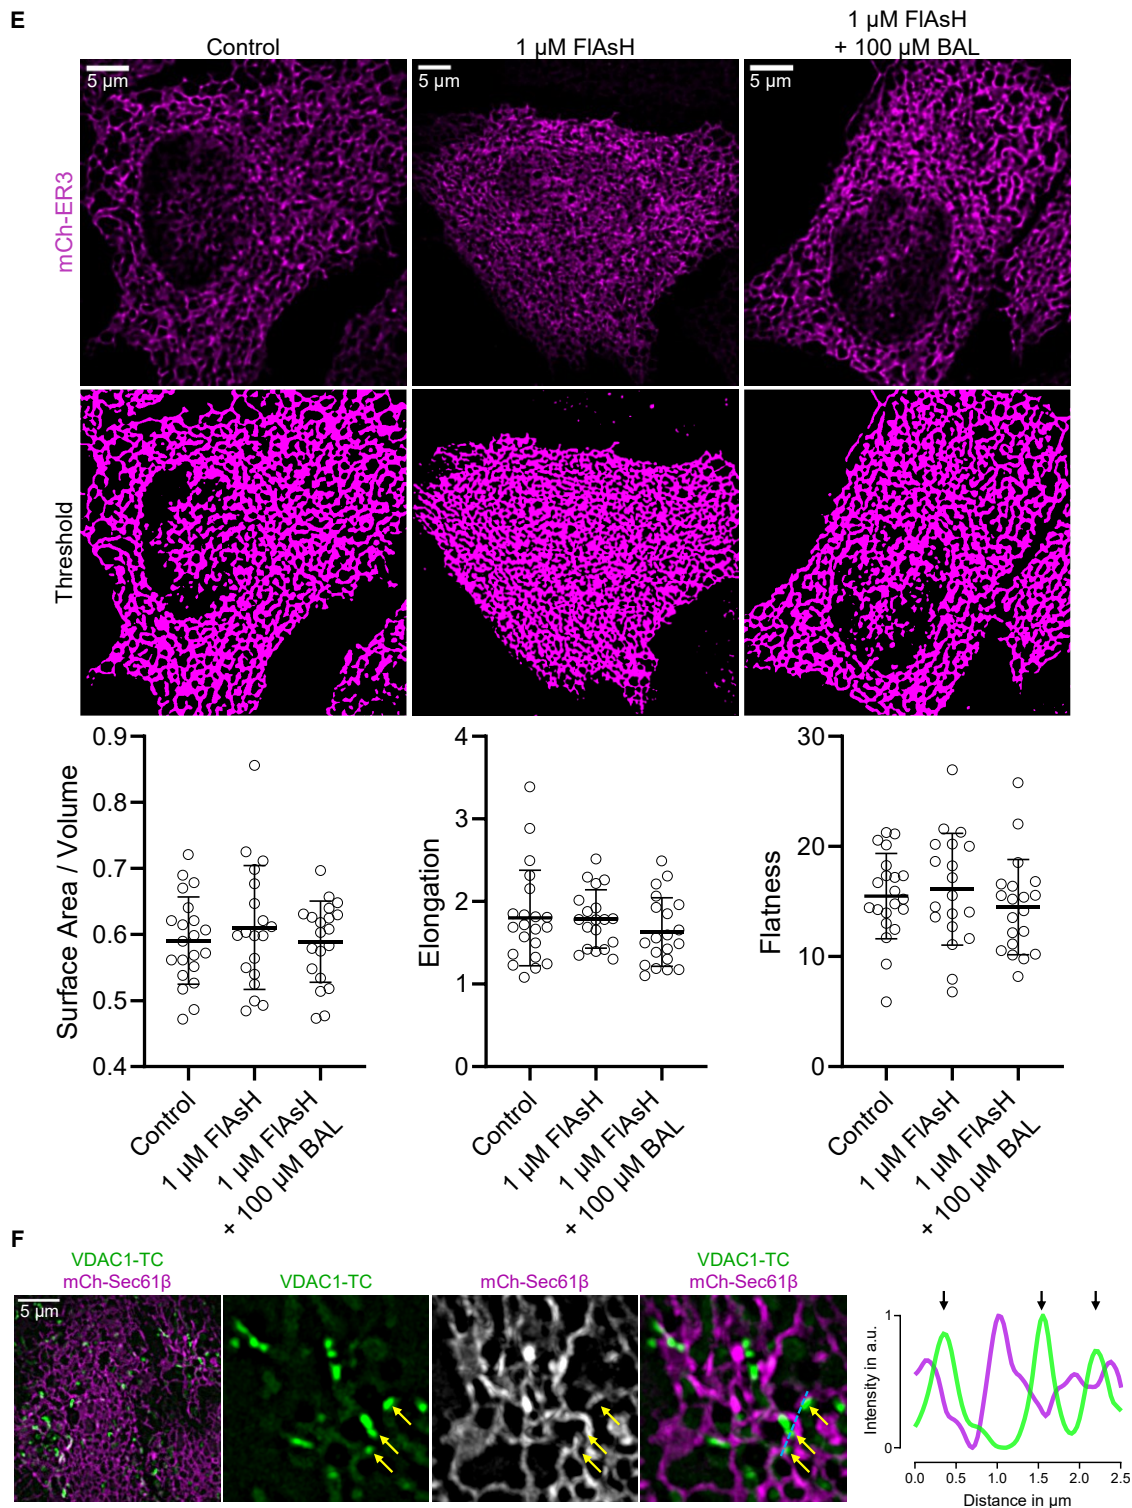 E
Control
1 µM FlAsH
1 µM FlAsH
+ 100 µM BAL
mCh-ER3
5 µm
5 µm
5 µm
Threshold
Surface Area / Volume
0.9
0.8
0.7
0.6
0.5
0.4
Control
1 µM FlAsH
1 µM FlAsH
+ 100 µM BAL
Elongation
4
3
2
1
0
Control
1 µM FlAsH
1 µM FlAsH
+ 100 µM BAL
Flatness
30
20
10
0
Control
1 µM FlAsH
1 µM FlAsH
+ 100 µM BAL
F
VDAC1-TC
mCh-Sec61β
VDAC1-TC
mCh-Sec61β
VDAC1-TC
mCh-Sec61β
5 µm
Intensity in a.u.
1
0
0.0 0.5 1.0 1.5 2.0 2.5
Distance in µm